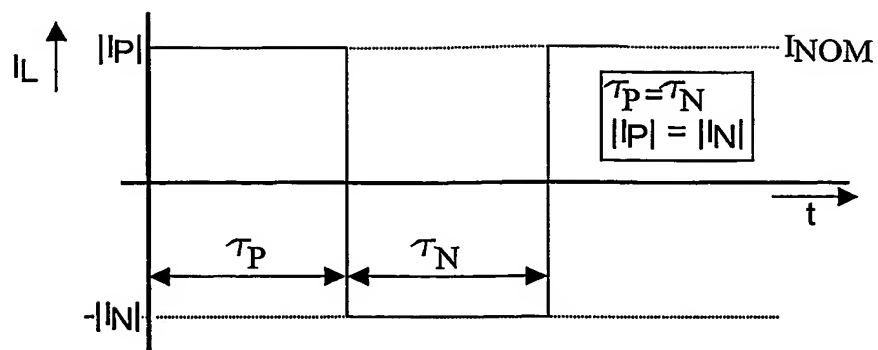 |IP|
INOM
IL
τP=τN
|IP| = |IN|
t
τP
τN
-|IN|